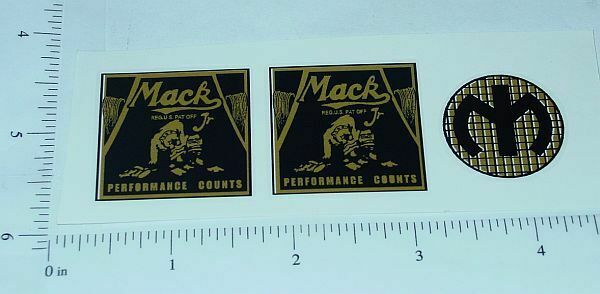 Mack
REG.U.S. PAT OFF
Jr
PERFORMANCE COUNTS
Mack
REG.U.S. PAT OFF
Jr
PERFORMANCE COUNTS
M
4
5
6
0 in
1
2
3
4